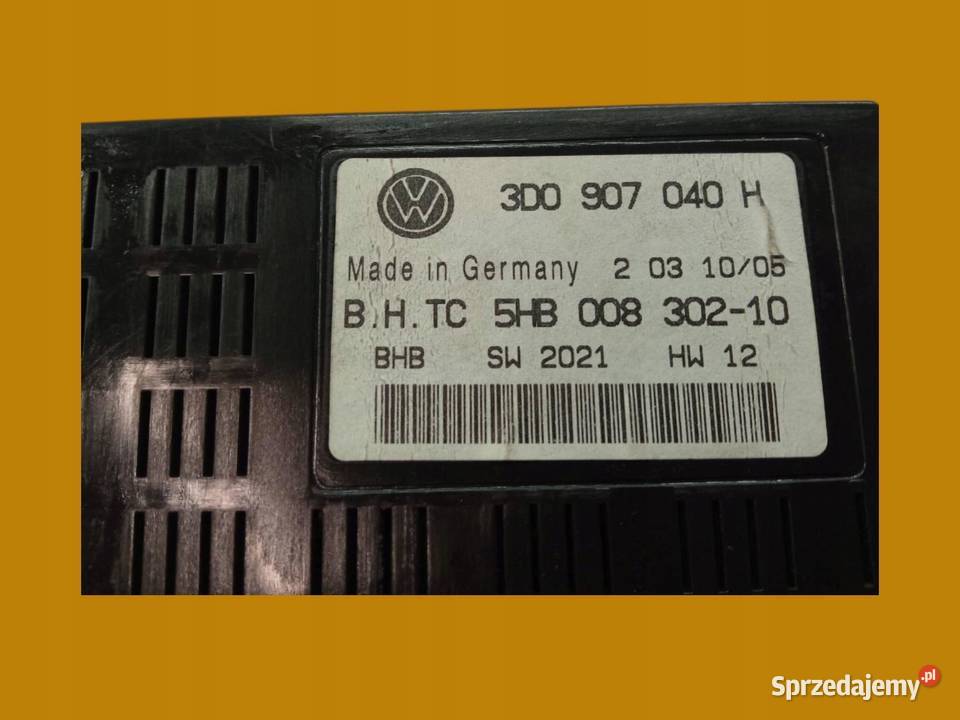 3D0 907 040 H
Made in Germany 2 03 10/05
B.H.TC 5HB 008 302-10
BHB SW 2021 HW 12
Sprzedajemy.pl